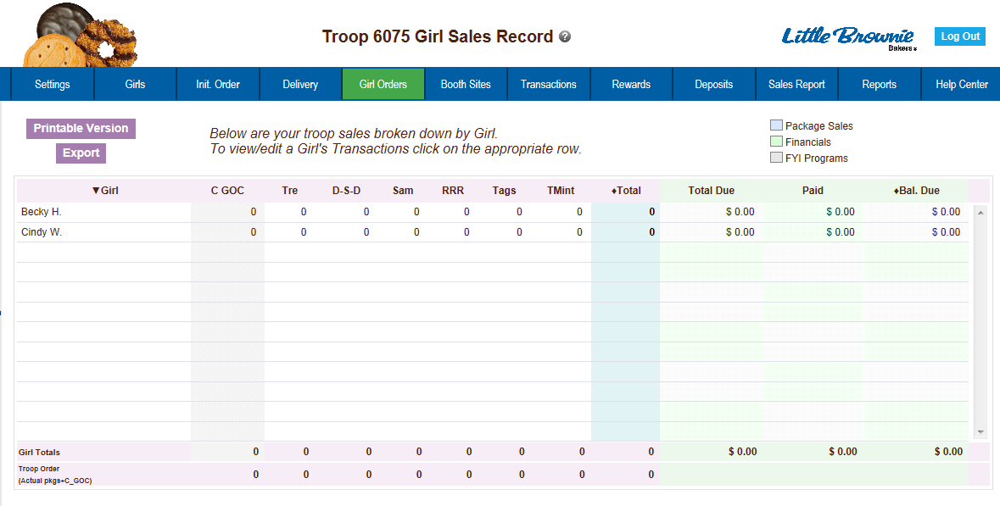 Troop 6075 Girl Sales Record ?
Little Brownie
Bakers
Log Out
Settings Girls Init. Order Delivery Girl Orders Booth Sites Transactions Rewards Deposits Sales Report Reports Help Center
Printable Version
Export
Below are your troop sales broken down by Girl.
To view/edit a Girl's Transactions click on the appropriate row.
Package Sales
Financials
FYI Programs
▼Girl C GOC Tre D-S-D Sam RRR Tags TMint ♦Total Total Due Paid ♦Bal. Due
Becky H. 0 0 0 0 0 0 0 0 $ 0.00 $ 0.00 $ 0.00
Cindy W. 0 0 0 0 0 0 0 0 $ 0.00 $ 0.00 $ 0.00
Girl Totals 0 0 0 0 0 0 0 0 $ 0.00 $ 0.00 $ 0.00
Troop Order
(Actual pkgs+C_GOC) 0 0 0 0 0 0 0 0